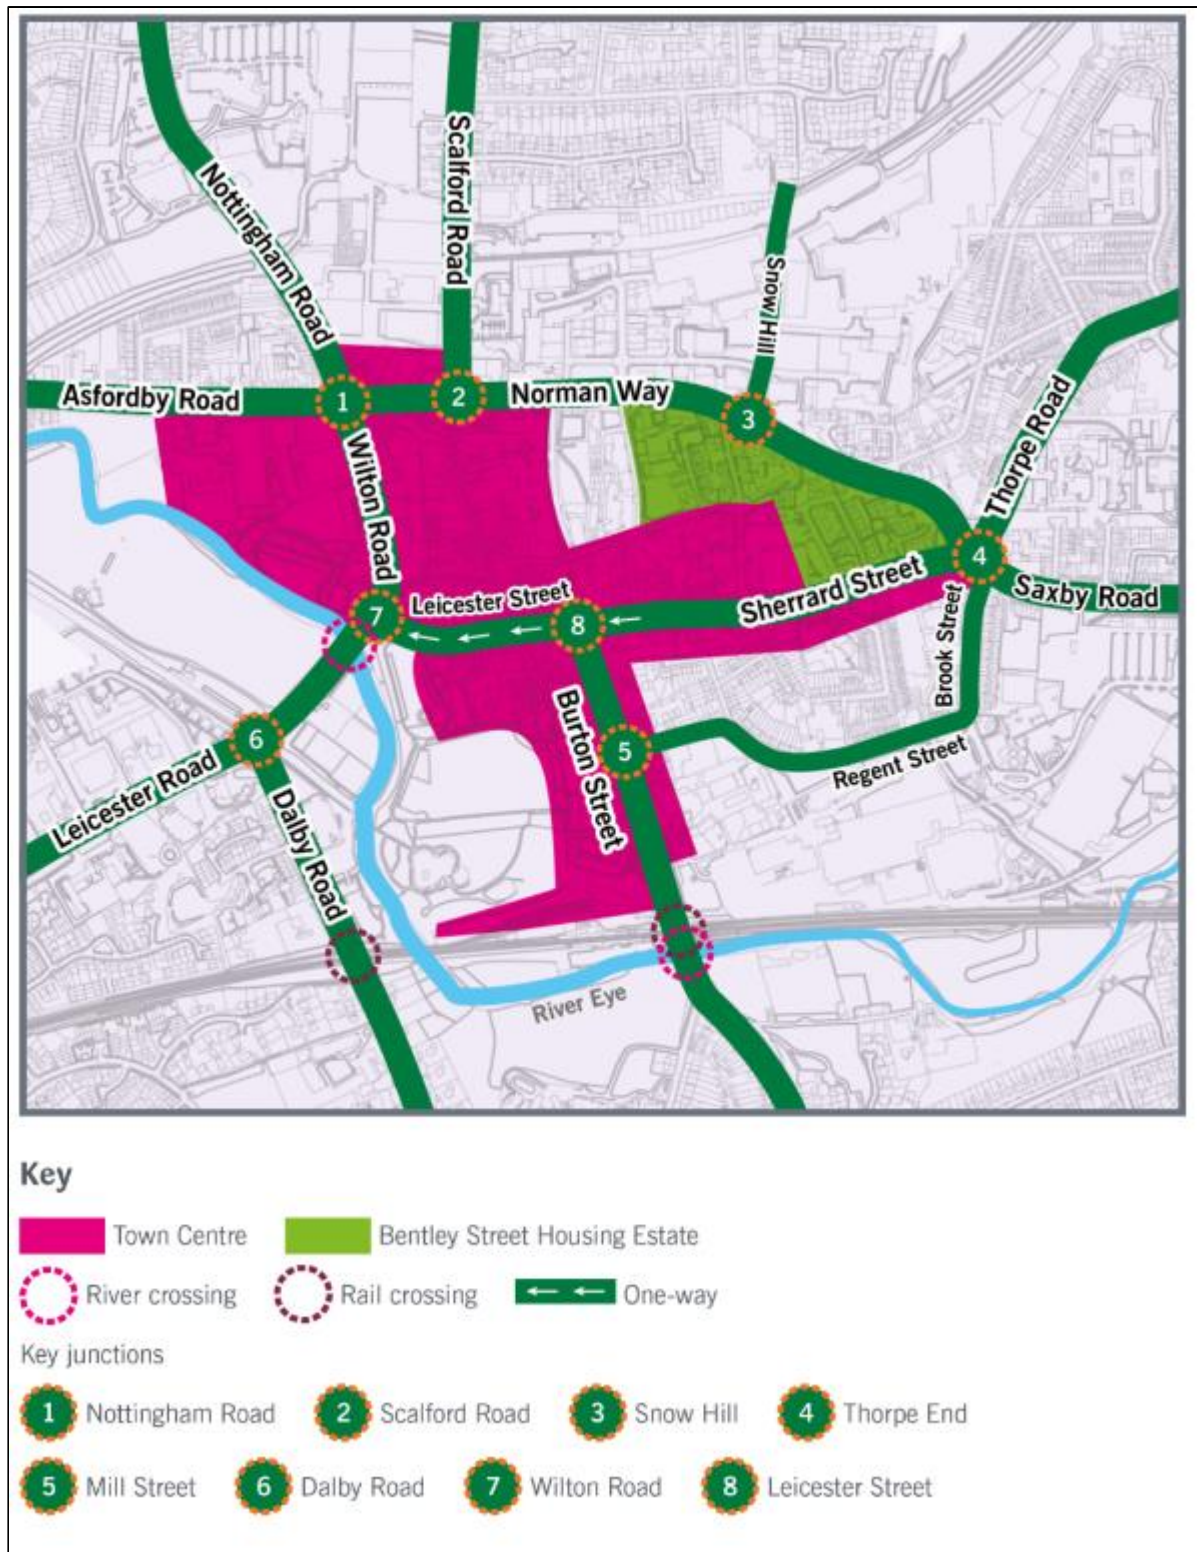 Nottingham Road
Scalford Road
Snow Hill
Asfordby Road
1
2
Norman Way
3
Thorpe Road
Wilton Road
4
Saxby Road
Sherrard Street
Leicester Street
7
8
Brook Street
Burton Street
5
Regent Street
6
Leicester Road
Dalby Road
River Eye
Key
Town Centre
Bentley Street Housing Estate
River crossing
Rail crossing
One-way
Key junctions
1 Nottingham Road
2 Scalford Road
3 Snow Hill
4 Thorpe End
5 Mill Street
6 Dalby Road
7 Wilton Road
8 Leicester Street